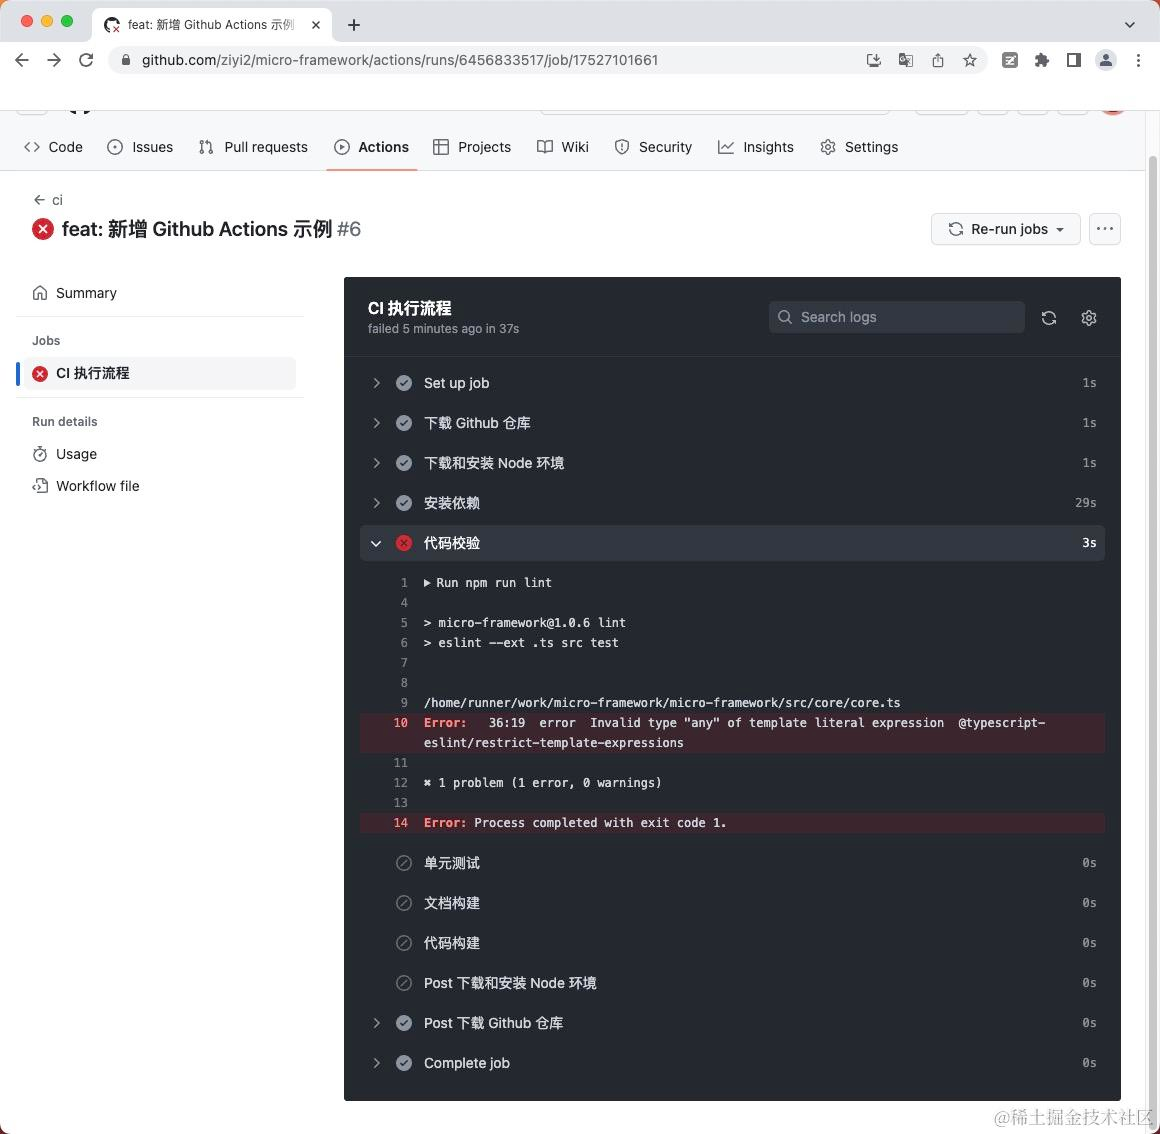 feat: 新增 Github Actions 示例
github.com/ziyi2/micro-framework/actions/runs/6456833517/job/17527101661
Code Issues Pull requests Actions Projects Wiki Security Insights Settings
ci
feat: 新增 Github Actions 示例 #6
Re-run jobs
Summary
Jobs
CI 执行流程
Run details
Usage
Workflow file
CI 执行流程
failed 5 minutes ago in 37s
Search logs
Set up job 1s
下载 Github 仓库 1s
下载和安装 Node 环境 1s
安装依赖 29s
代码校验 3s
1 Run npm run lint
4
5 > micro-framework@1.0.6 lint
6 > eslint --ext .ts src test
7
8
9 /home/runner/work/micro-framework/micro-framework/src/core/core.ts
10 Error: 36:19 error Invalid type "any" of template literal expression @typescript-
eslint/restrict-template-expressions
11
12 ✖ 1 problem (1 error, 0 warnings)
13
14 Error: Process completed with exit code 1.
单元测试 0s
文档构建 0s
代码构建 0s
Post 下载和安装 Node 环境 0s
Post 下载 Github 仓库 0s
Complete job 0s
@稀土掘金技术社区